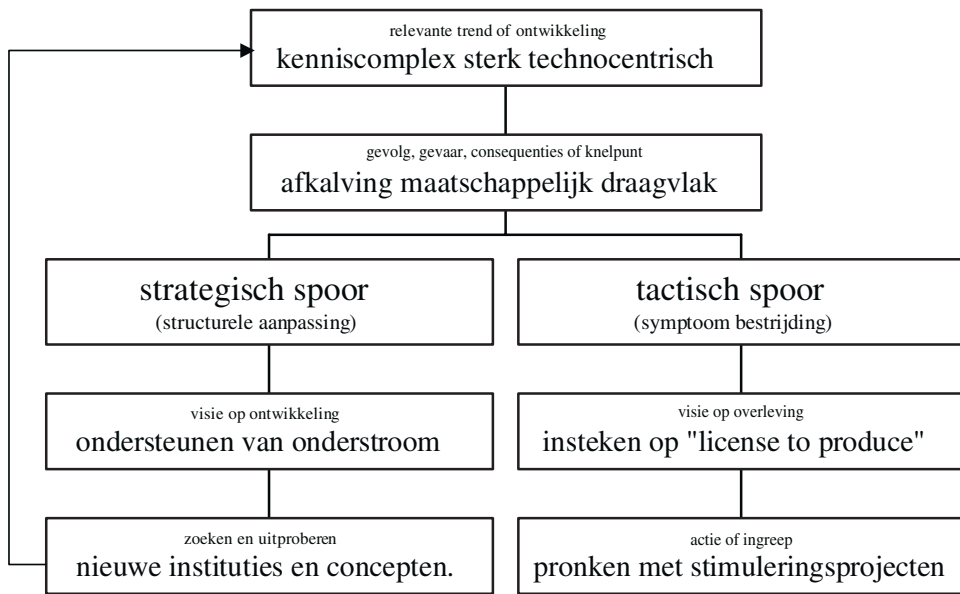 relevante trend of ontwikkeling
kenniscomplex sterk technocentrisch
gevolg, gevaar, consequenties of knelpunt
afkalving maatschappelijk draagvlak
strategisch spoor
(structurele aanpassing)
tactisch spoor
(symptoom bestrijding)
visie op ontwikkeling
ondersteunen van onderstroom
visie op overleving
insteken op "license to produce"
zoeken en uitproberen
nieuwe instituties en concepten.
actie of ingreep
pronken met stimuleringsprojecten